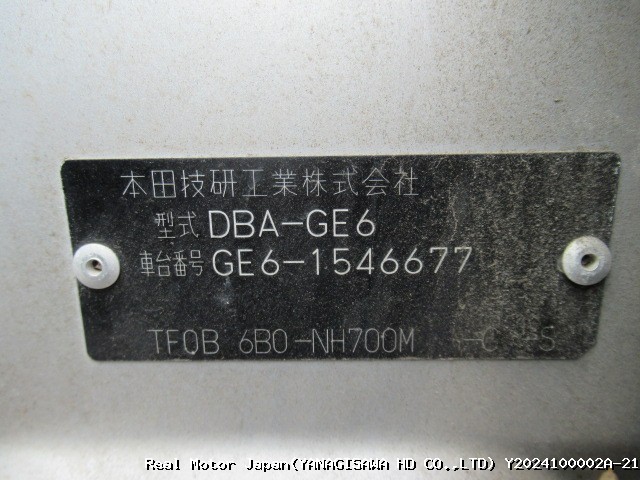 本田技研工業株式会社
型式 DBA-GE6
車台番号 GE6-1546677
TF0B 6B0-NH700M -C S
Real Motor Japan(YANAGISAWA HD CO.,LTD) Y2024100002A-21